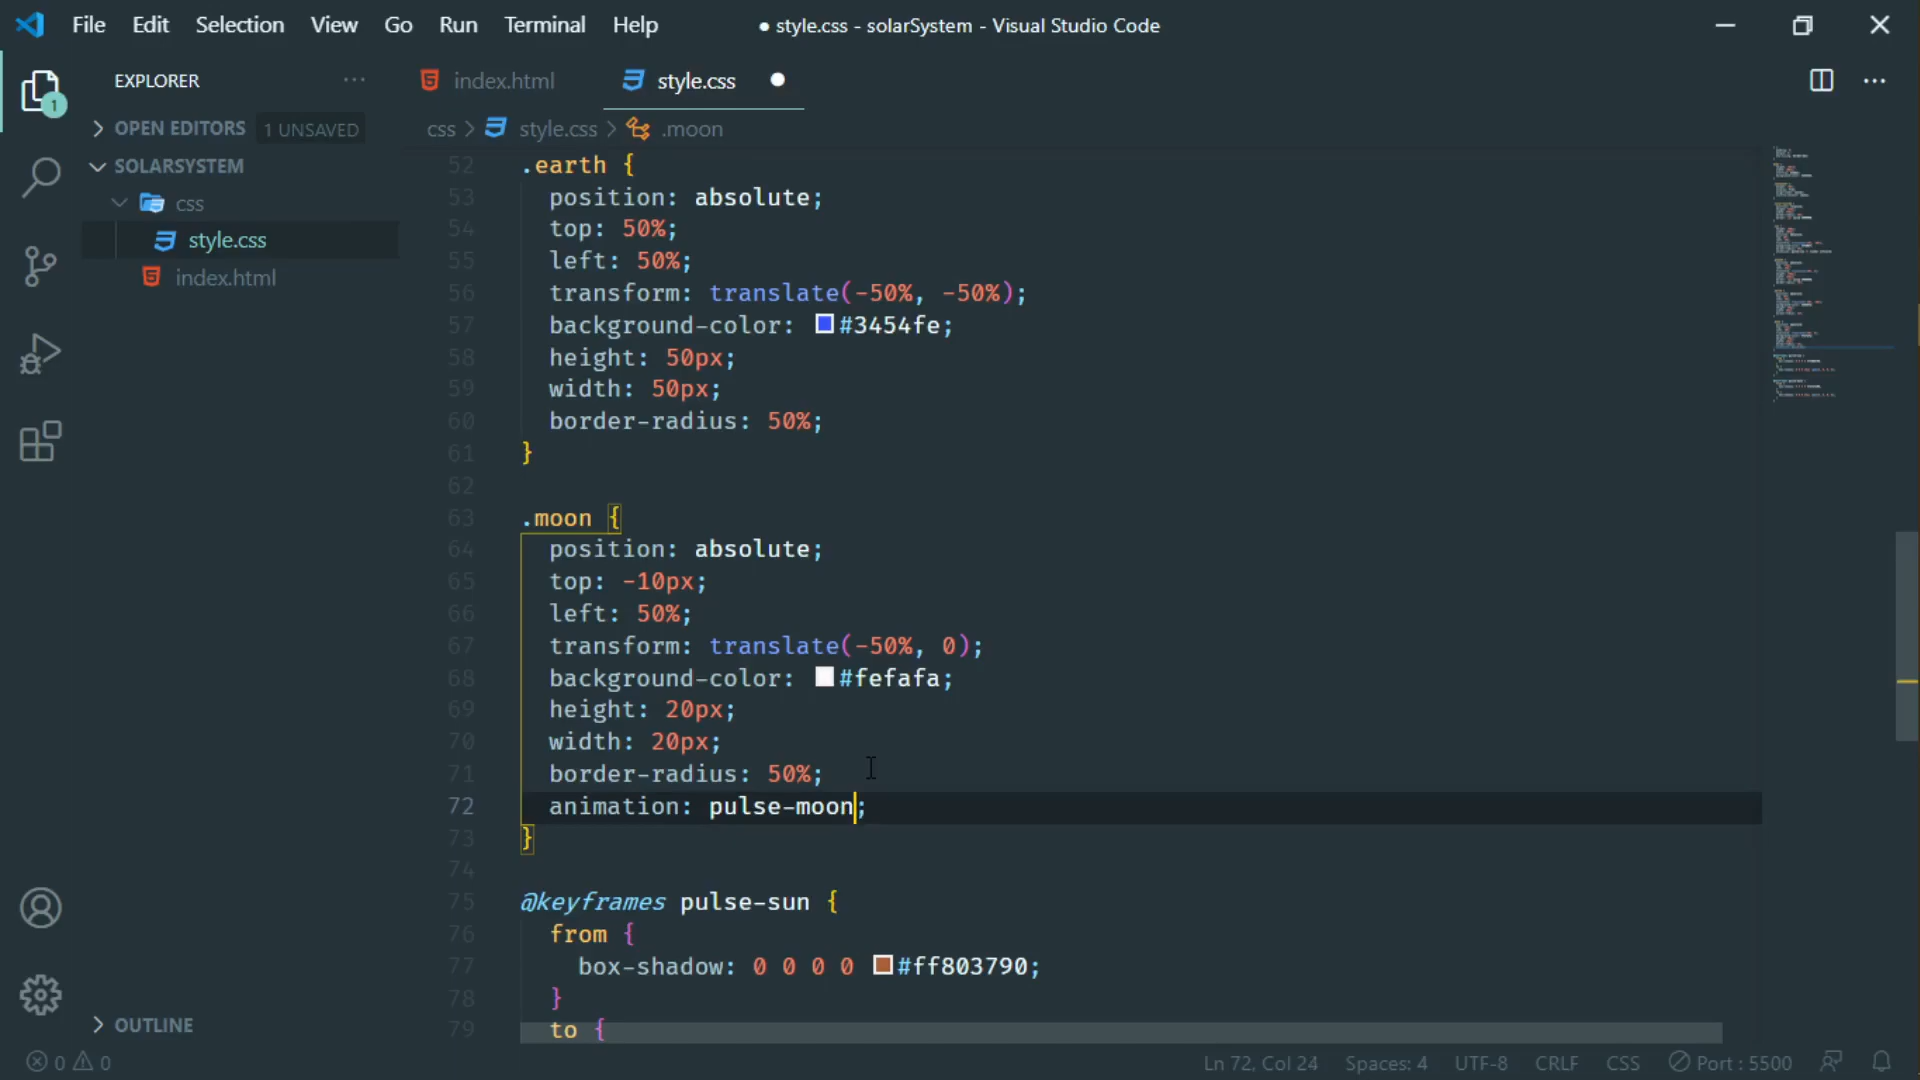 File Edit Selection View Go Run Terminal Help
● style.css - solarSystem - Visual Studio Code
EXPLORER
1
OPEN EDITORS 1 UNSAVED
SOLARSYSTEM
css
style.css
index.html
OUTLINE
index.html
style.css
css > style.css > .moon
52 .earth {
53 position: absolute;
54 top: 50%;
55 left: 50%;
56 transform: translate(-50%, -50%);
57 background-color: #3454fe;
58 height: 50px;
59 width: 50px;
60 border-radius: 50%;
61 }
62
63 .moon {
64 position: absolute;
65 top: -10px;
66 left: 50%;
67 transform: translate(-50%, 0);
68 background-color: #fefafa;
69 height: 20px;
70 width: 20px;
71 border-radius: 50%;
72 animation: pulse-moon;
73 }
74
75 @keyframes pulse-sun {
76 from {
77 box-shadow: 0 0 0 0 #ff803790;
78 }
79 to {
0 0
Ln 72, Col 24 Spaces: 4 UTF-8 CRLF CSS Port : 5500